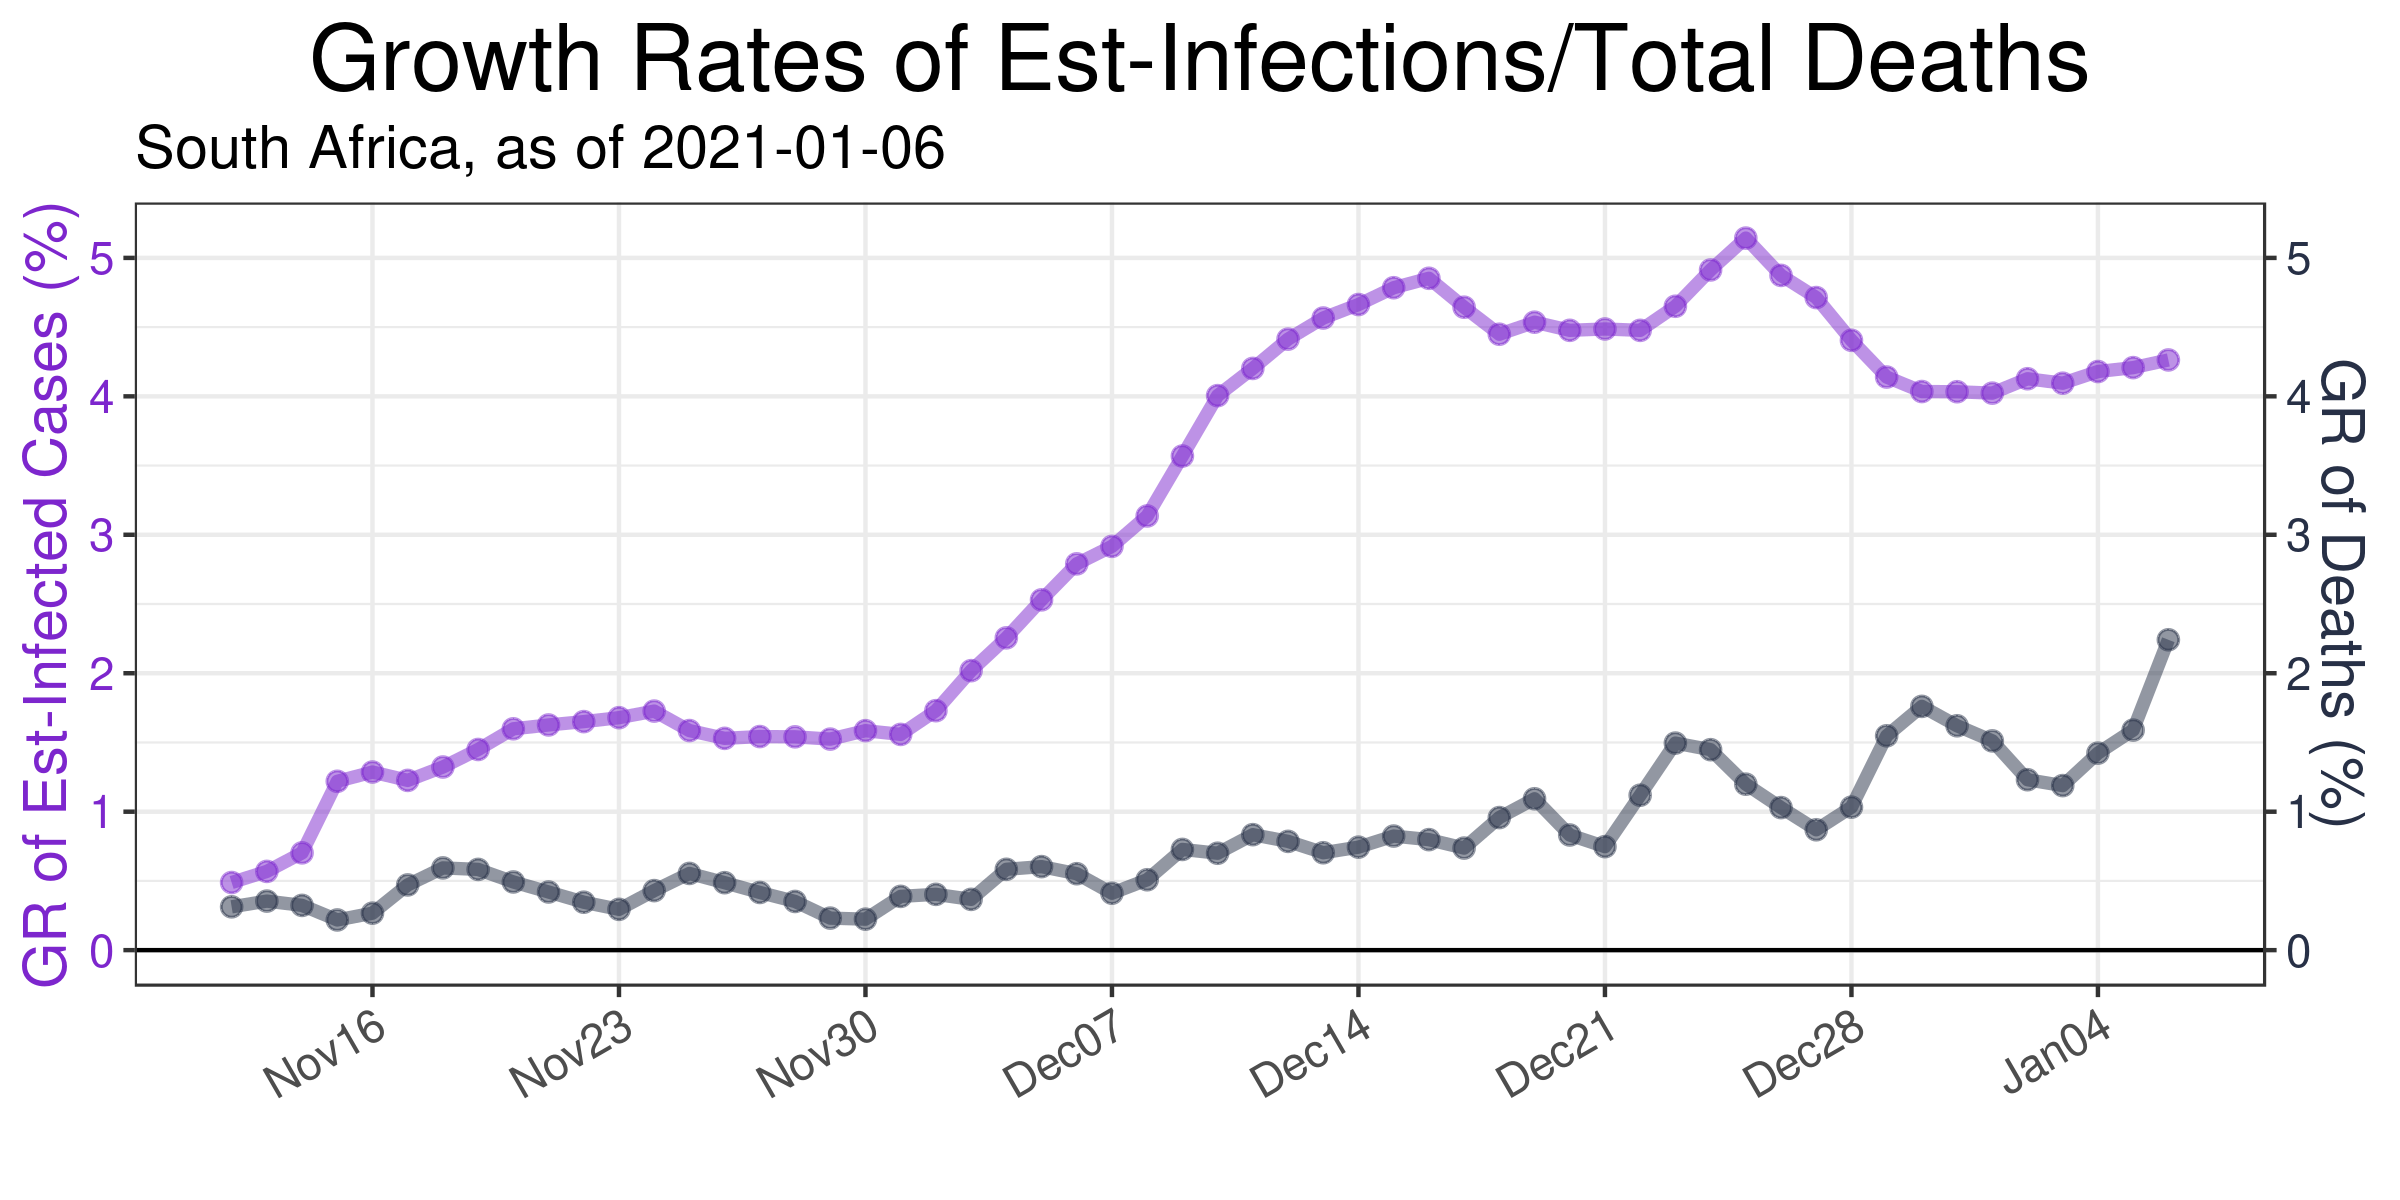 Growth Rates of Est-Infections/Total Deaths
South Africa, as of 2021-01-06
GR of Est-Infected Cases (%)
5
4
3
2
1
0
5
4
3
2
1
0
GR of Deaths (%)
Nov16
Nov23
Nov30
Dec07
Dec14
Dec21
Dec28
Jan04